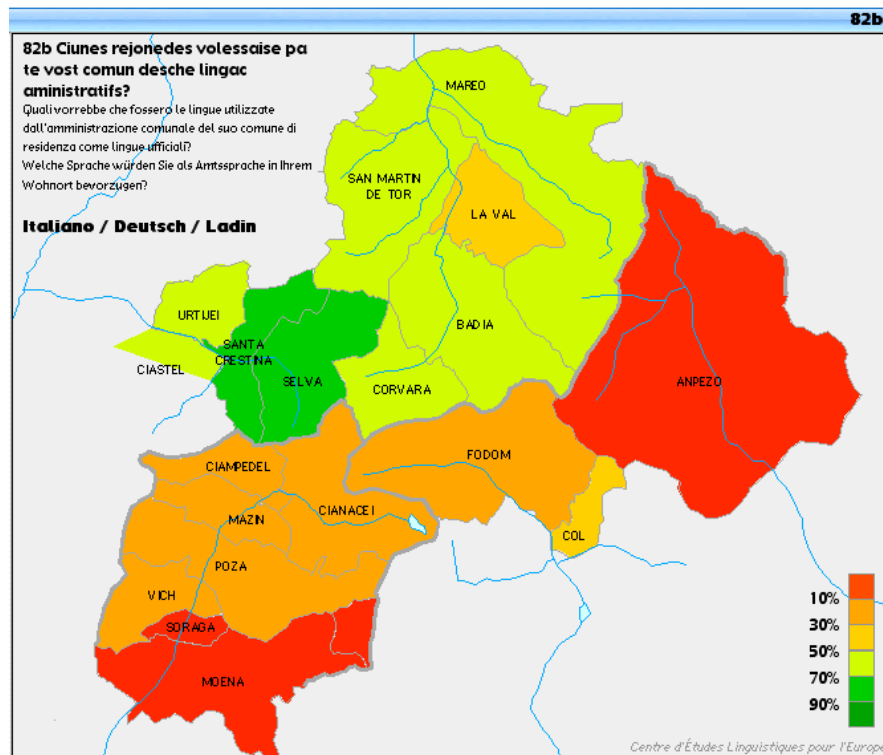 82b
82b Ciunes rejonedes volessaise pa
te vost comun desche lingac
aministratifs?
Quali vorrebbe che fossero le lingue utilizzate
dall'amministrazione comunale del suo comune di
residenza come lingue ufficiali?
Welche Sprache würden Sie als Amtssprache in Ihrem
Wohnort bevorzugen?
Italiano / Deutsch / Ladin
MAREO
SAN MARTIN
DE TOR
LA VAL
URTIJEI
SANTA
CRESTINA
CIASTEL
SELVA
BADIA
CORVARA
ANPEZO
FODOM
COL
CIAMPEDEL
CIANACEI
MAZIN
POZA
VICH
SORAGA
MOENA
10%
30%
50%
70%
90%
Centre d'Études Linguistiques pour l'Europe